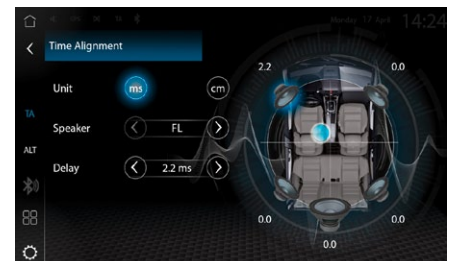 Monday 17 April 14:24
Time Alignment
Unit ms cm
2.2 0.0
TA
Speaker FL
ALT
Delay 2.2 ms
0.0 0.0
0.0